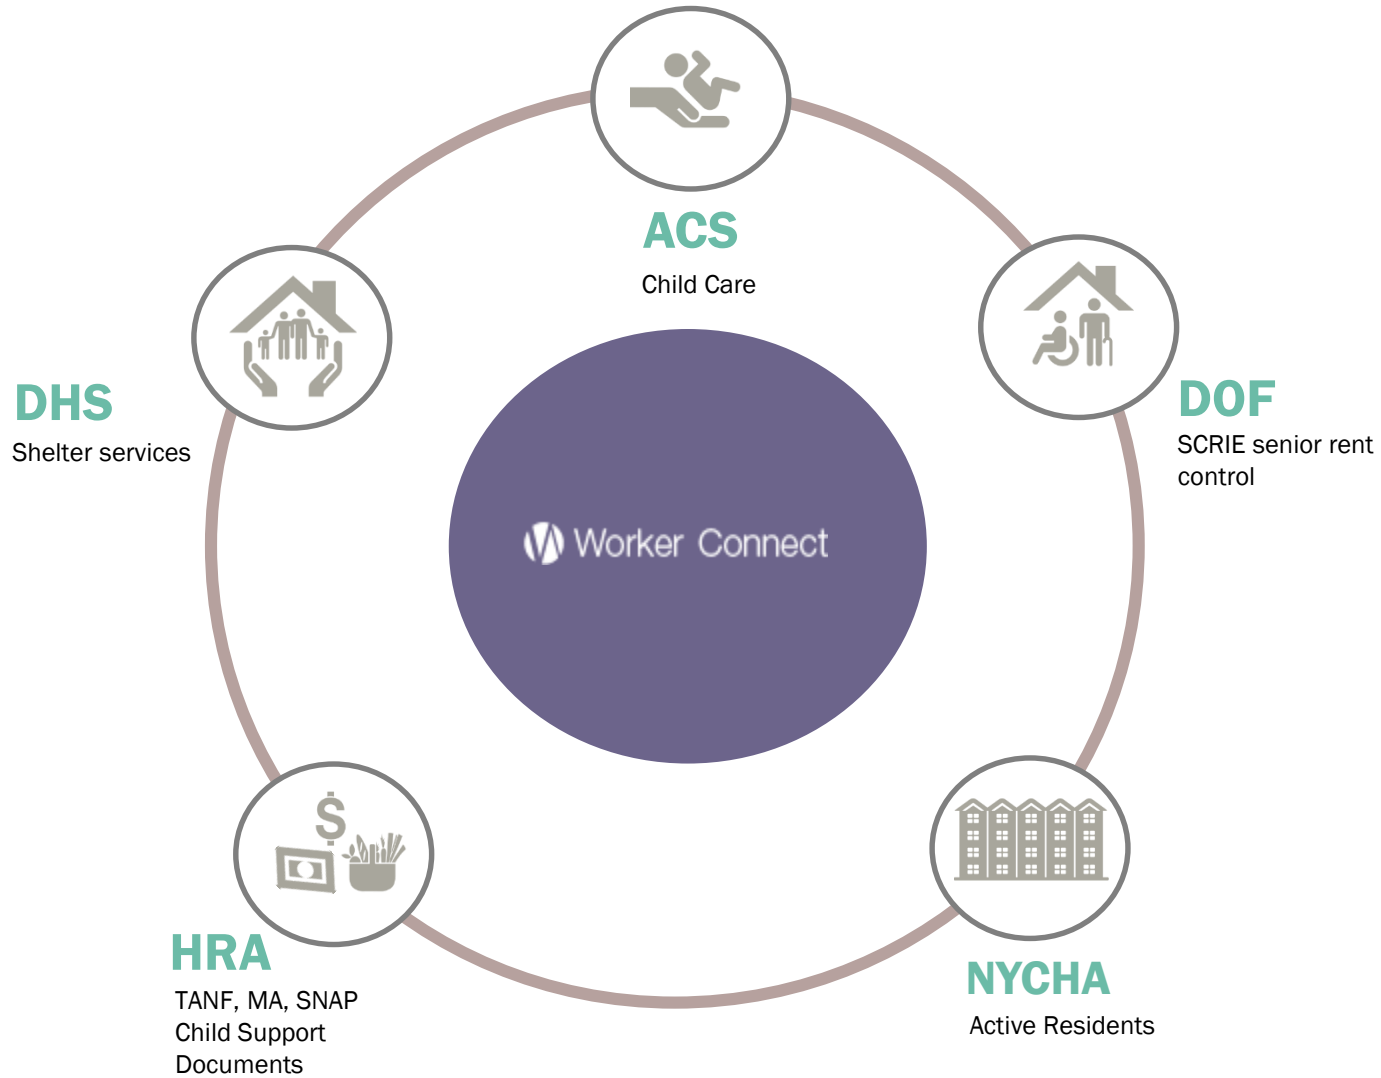 ACS
Child Care
DHS
Shelter services
DOF
SCRIE senior rent
control
Worker Connect
$
HRA
TANF, MA, SNAP
Child Support
Documents
NYCHA
Active Residents